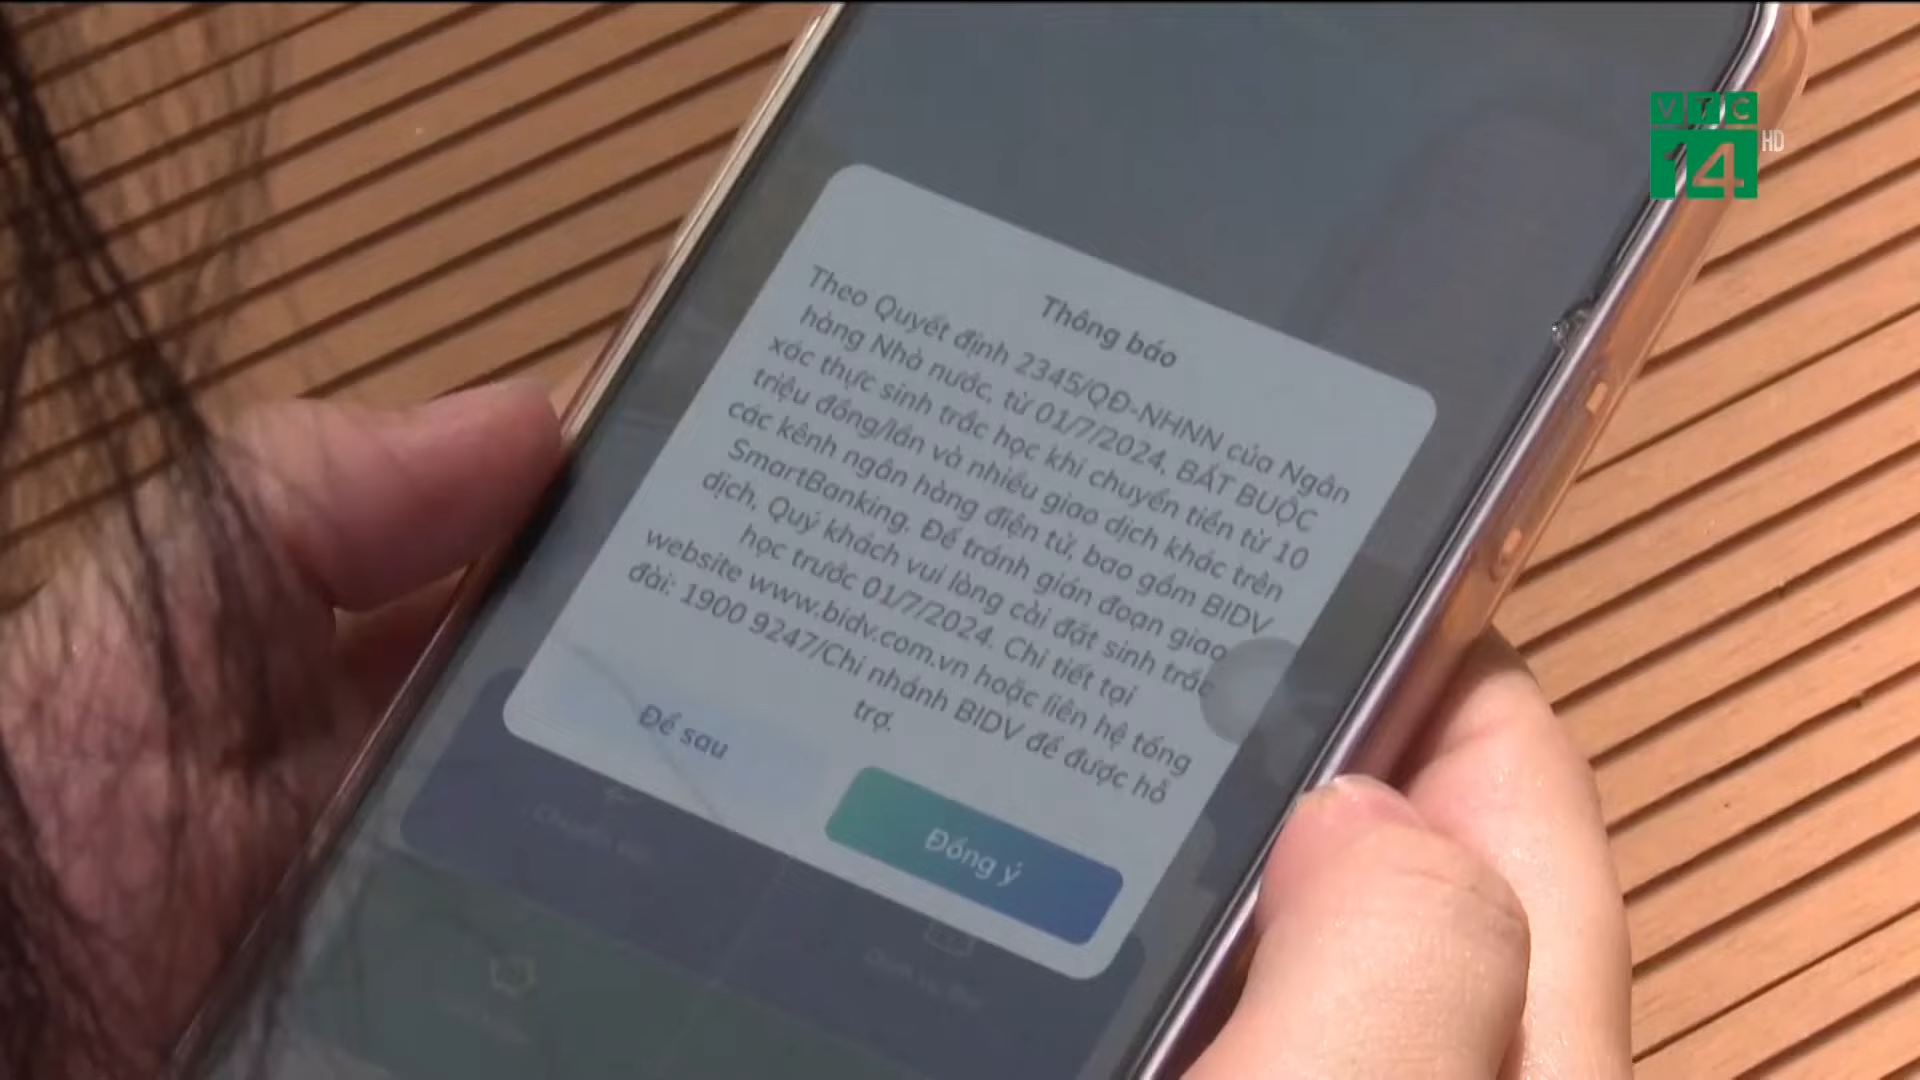 VTC
14 HD
Thông báo
Theo Quyết định 2345/QĐ-NHNN của Ngân
hàng Nhà nước, từ 01/7/2024, BẮT BUỘC
xác thực sinh trắc học khi chuyển tiền từ 10
triệu đồng/lần và nhiều giao dịch khác trên
các kênh ngân hàng điện tử, bao gồm BIDV
SmartBanking. Để tránh gián đoạn giao
dịch, Quý khách vui lòng cài đặt sinh trắc
học trước 01/7/2024. Chi tiết tại
website www.bidv.com.vn hoặc liên hệ tổng
đài: 1900 9247/Chi nhánh BIDV để được hỗ
trợ.
Để sau
Đồng ý